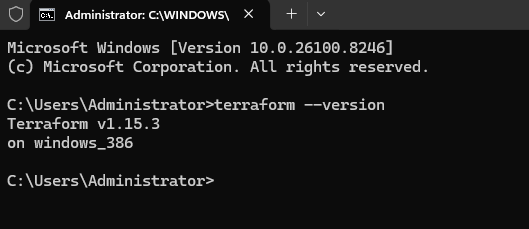 Administrator: C:\WINDOWS\
Microsoft Windows [Version 10.0.26100.8246]
(c) Microsoft Corporation. All rights reserved.
C:\Users\Administrator>terraform --version
Terraform v1.15.3
on windows_386
C:\Users\Administrator>